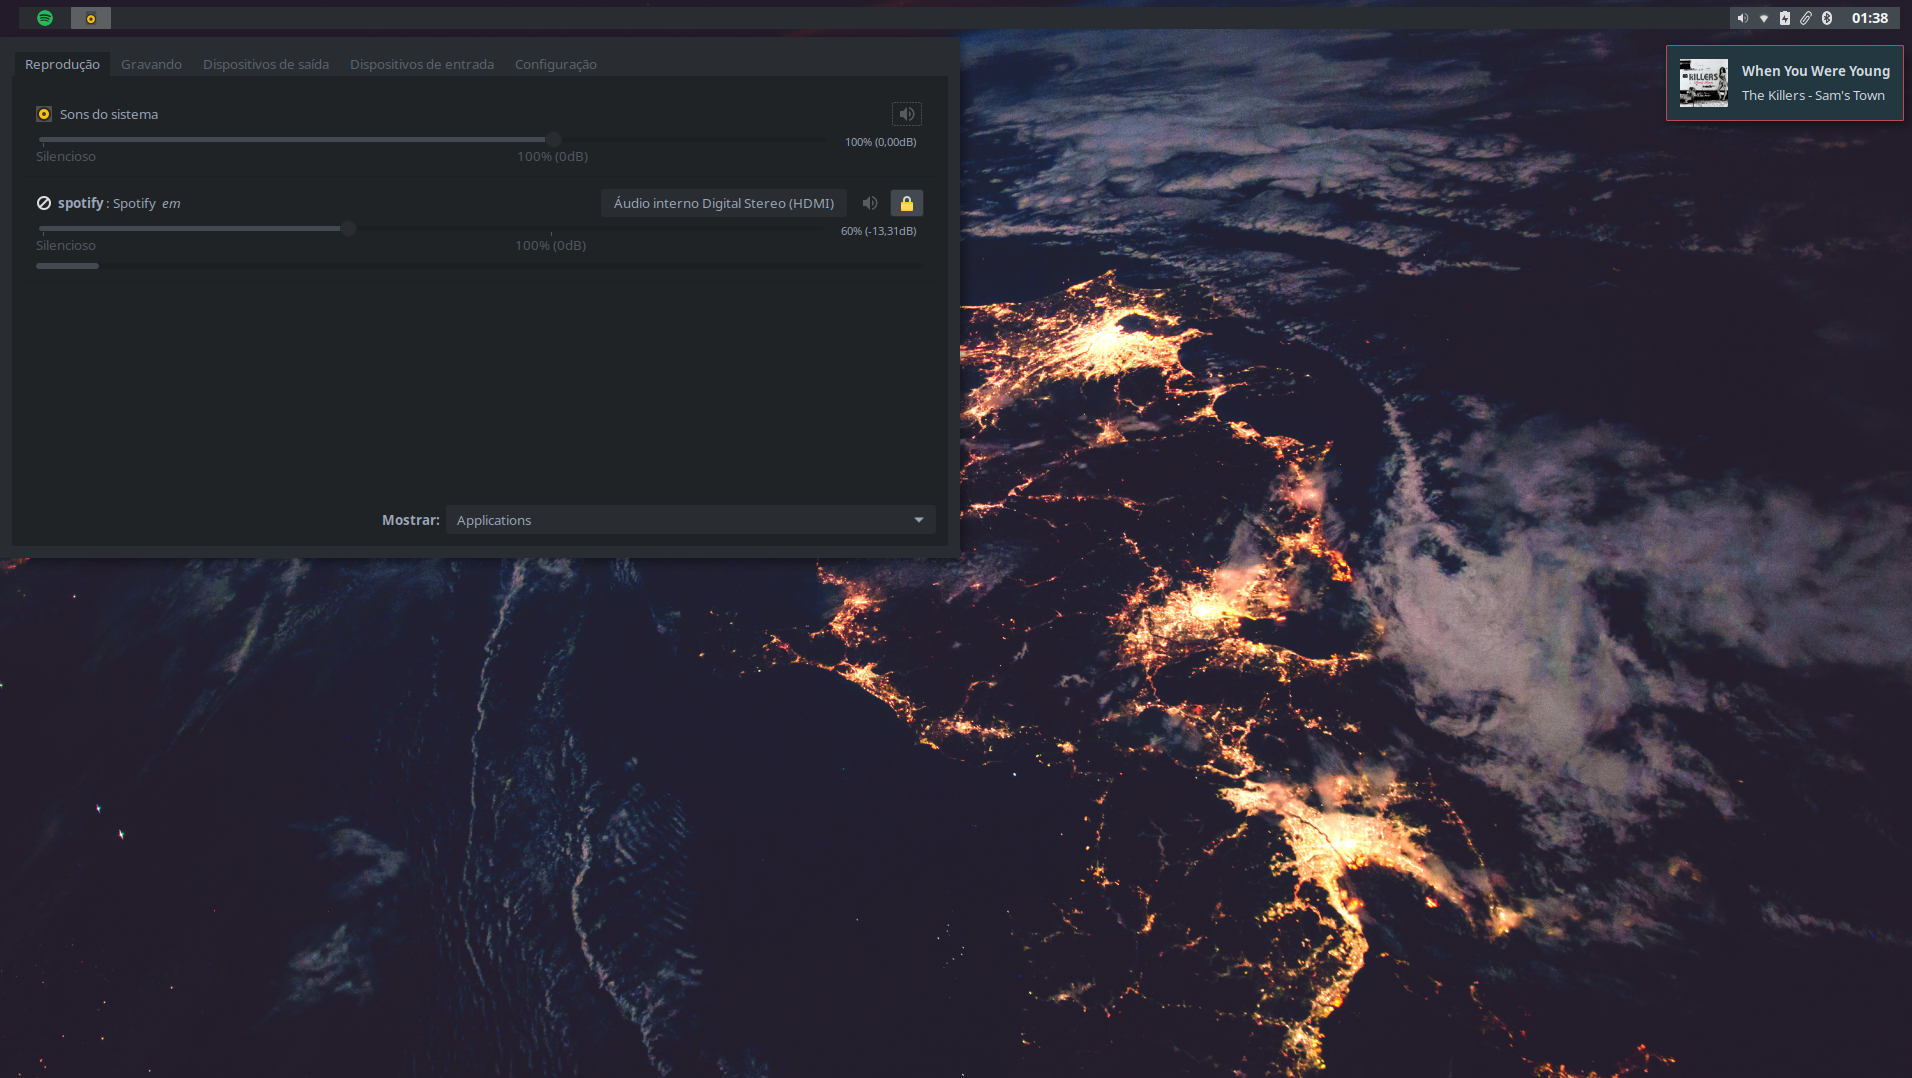 01:38
Reprodução Gravando Dispositivos de saída Dispositivos de entrada Configuração
When You Were Young
The Killers - Sam's Town
KILLERS
Sons do sistema
100% (0,00dB)
Silencioso 100% (0dB)
spotify : Spotify em Áudio interno Digital Stereo (HDMI)
60% (-13,31dB)
Silencioso 100% (0dB)
Mostrar: Applications